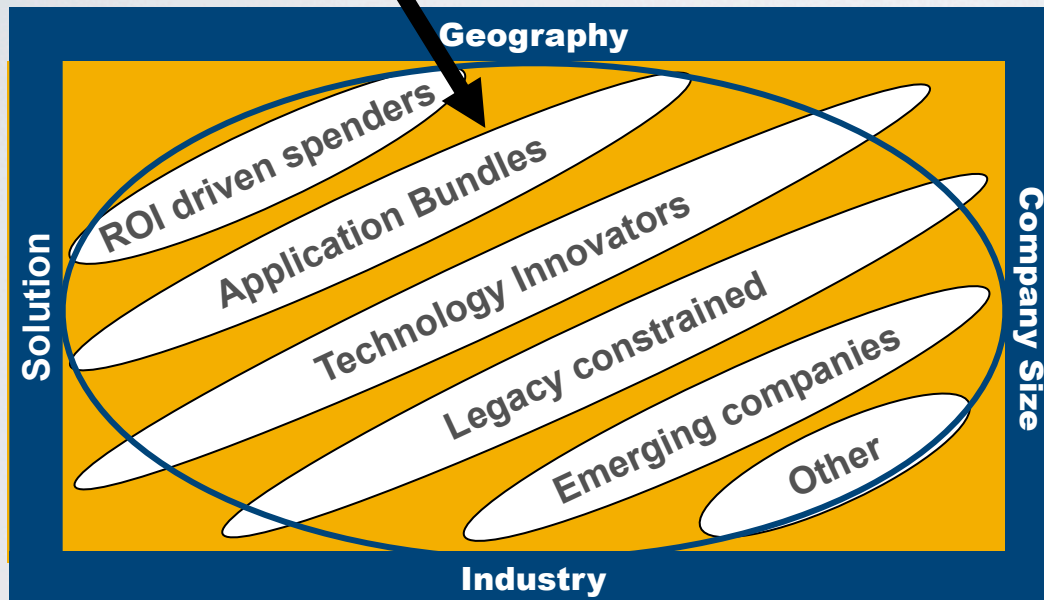 Geography
ROI driven spenders
Application Bundles
Technology Innovators
Legacy constrained
Emerging companies
Other
Solution
Company Size
Industry